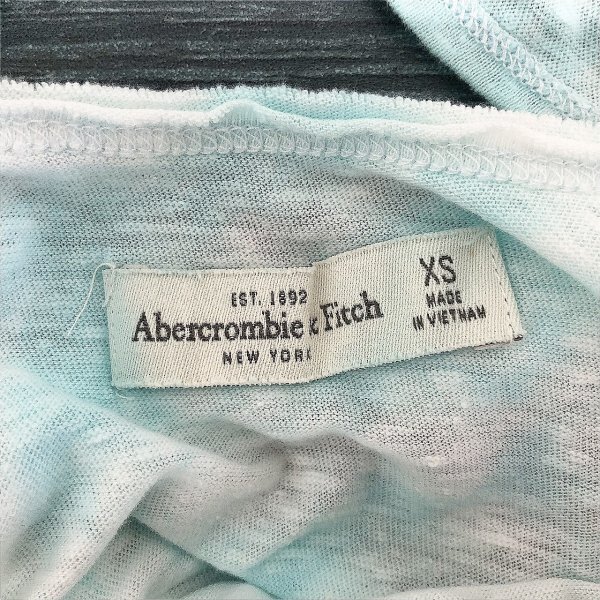 EST. 1892
Abercrombie & Fitch
NEW YORK
XS
MADE
IN VIETNAM